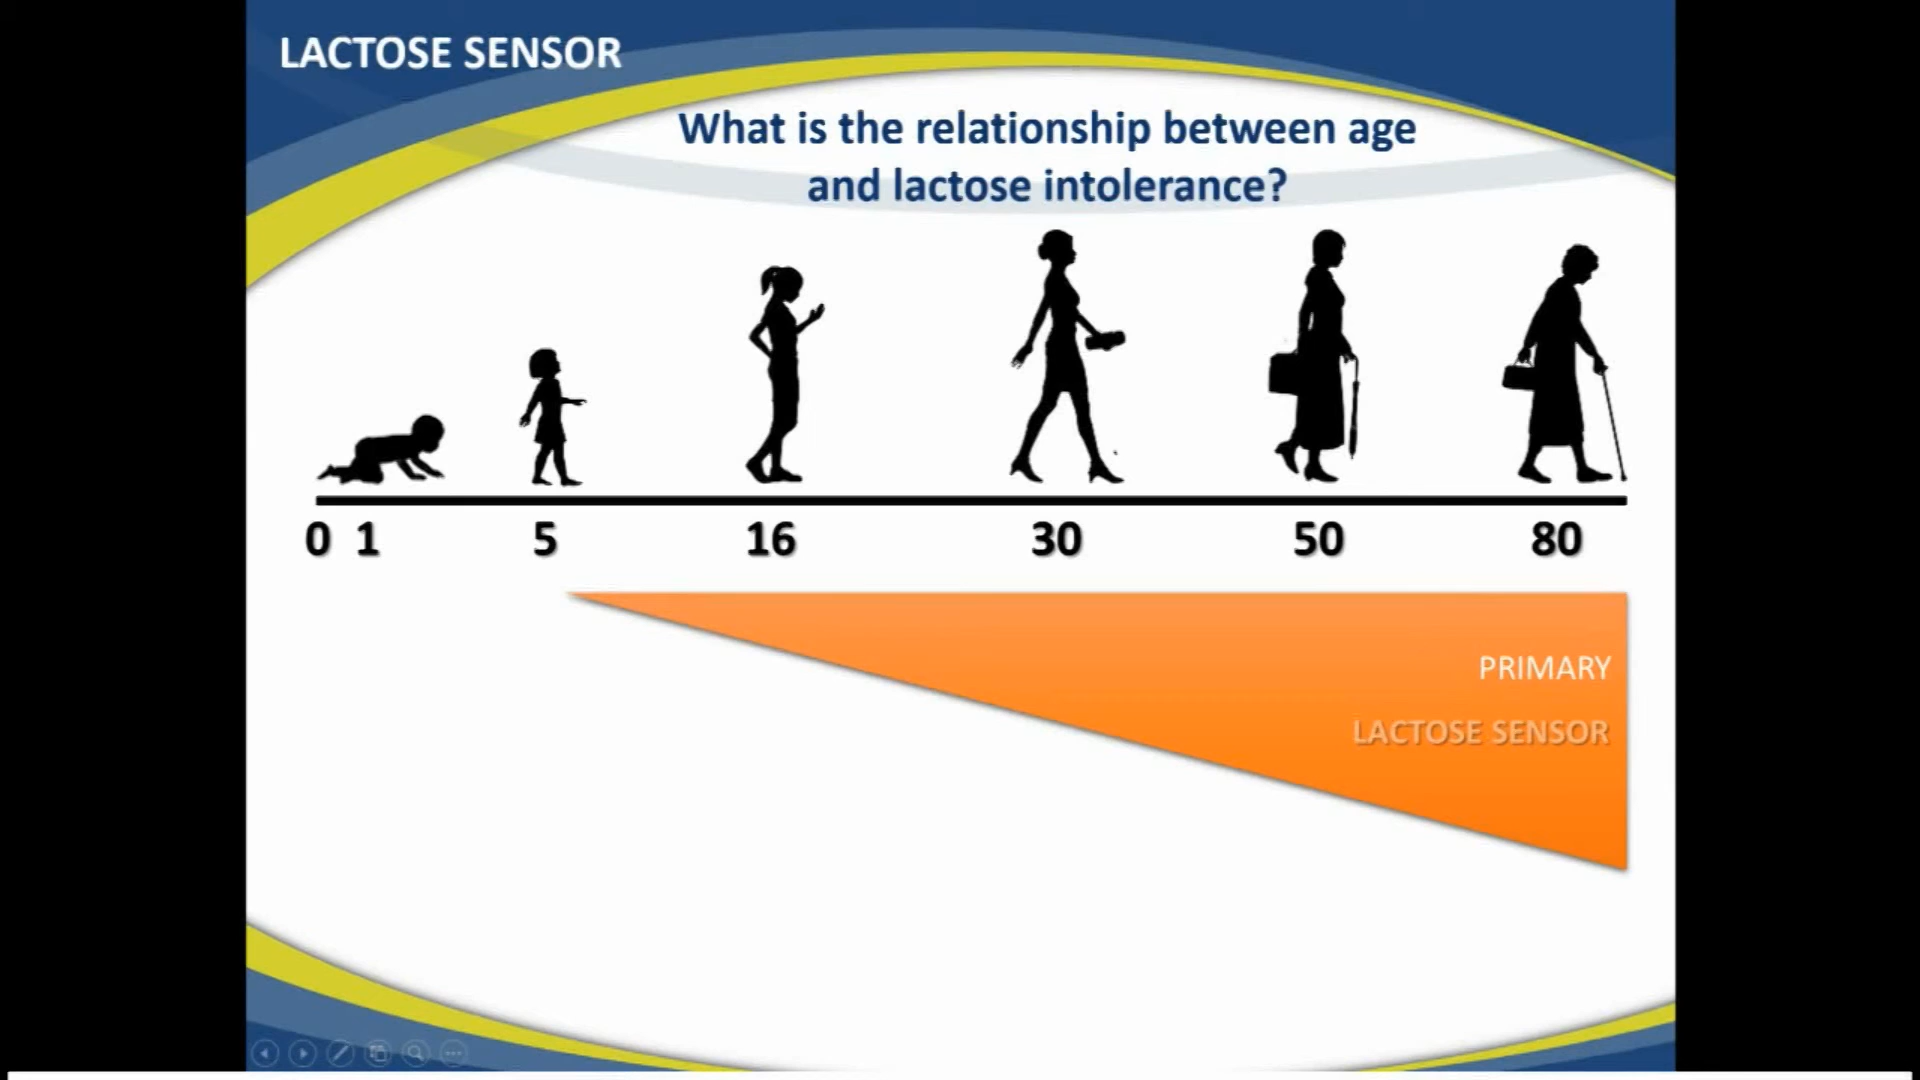 LACTOSE SENSOR
What is the relationship between age
and lactose intolerance?
0 1 5 16 30 50 80
PRIMARY
LACTOSE SENSOR